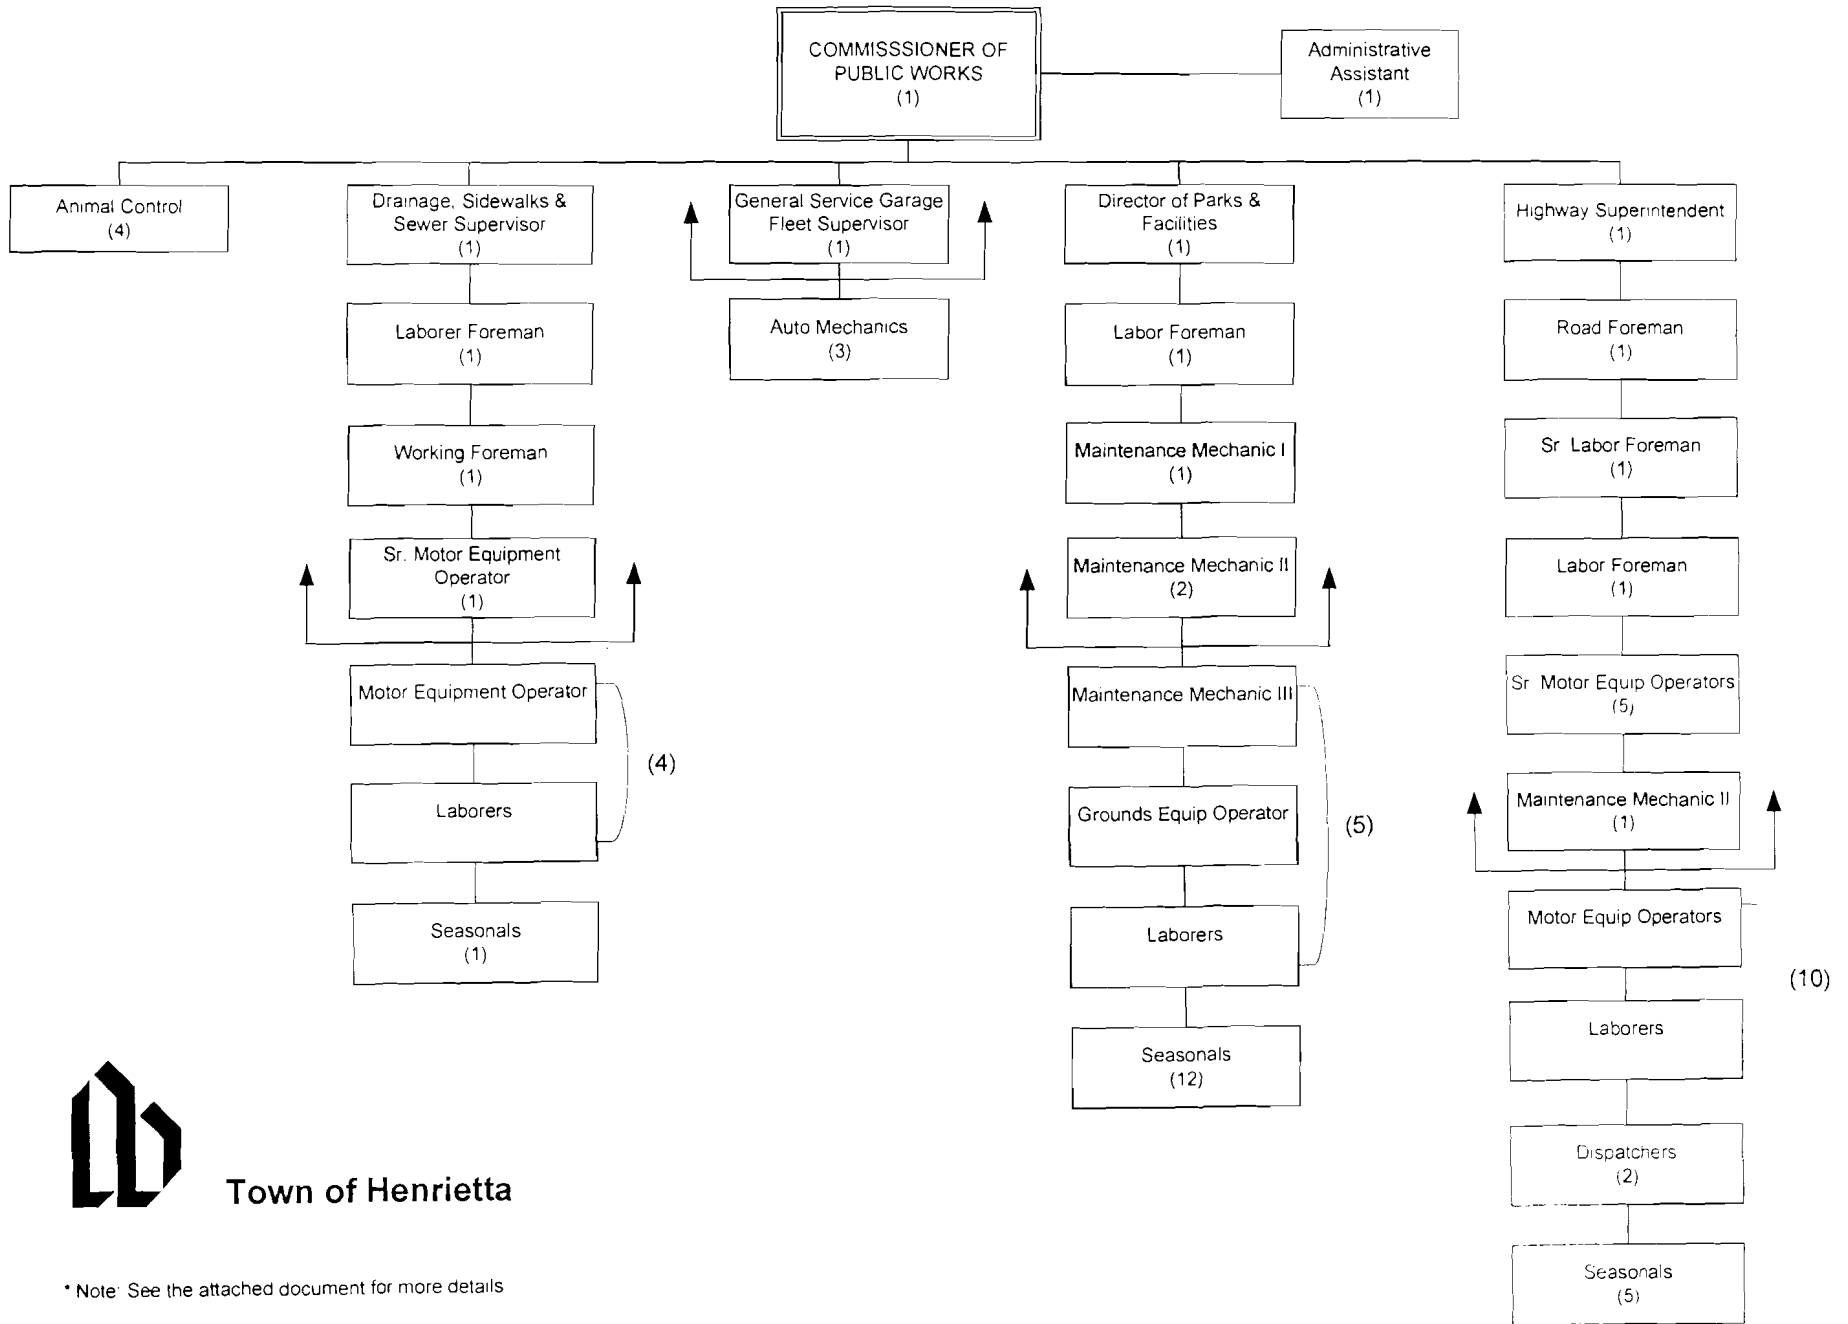 COMMISSSIONER OF
PUBLIC WORKS
(1)
Administrative
Assistant
(1)
Animal Control
(4)
Drainage, Sidewalks &
Sewer Supervisor
(1)
Laborer Foreman
(1)
Working Foreman
(1)
Sr. Motor Equipment
Operator
(1)
Motor Equipment Operator
(4)
Laborers
Seasonals
(1)
General Service Garage
Fleet Supervisor
(1)
Auto Mechanics
(3)
Director of Parks &
Facilities
(1)
Labor Foreman
(1)
Maintenance Mechanic I
(1)
Maintenance Mechanic II
(2)
Maintenance Mechanic III
Grounds Equip Operator
(5)
Laborers
Seasonals
(12)
Highway Superintendent
(1)
Road Foreman
(1)
Sr Labor Foreman
(1)
Labor Foreman
(1)
Sr Motor Equip Operators
(5)
Maintenance Mechanic II
(1)
Motor Equip Operators
(10)
Laborers
Dispatchers
(2)
Seasonals
(5)
Town of Henrietta
* Note: See the attached document for more details